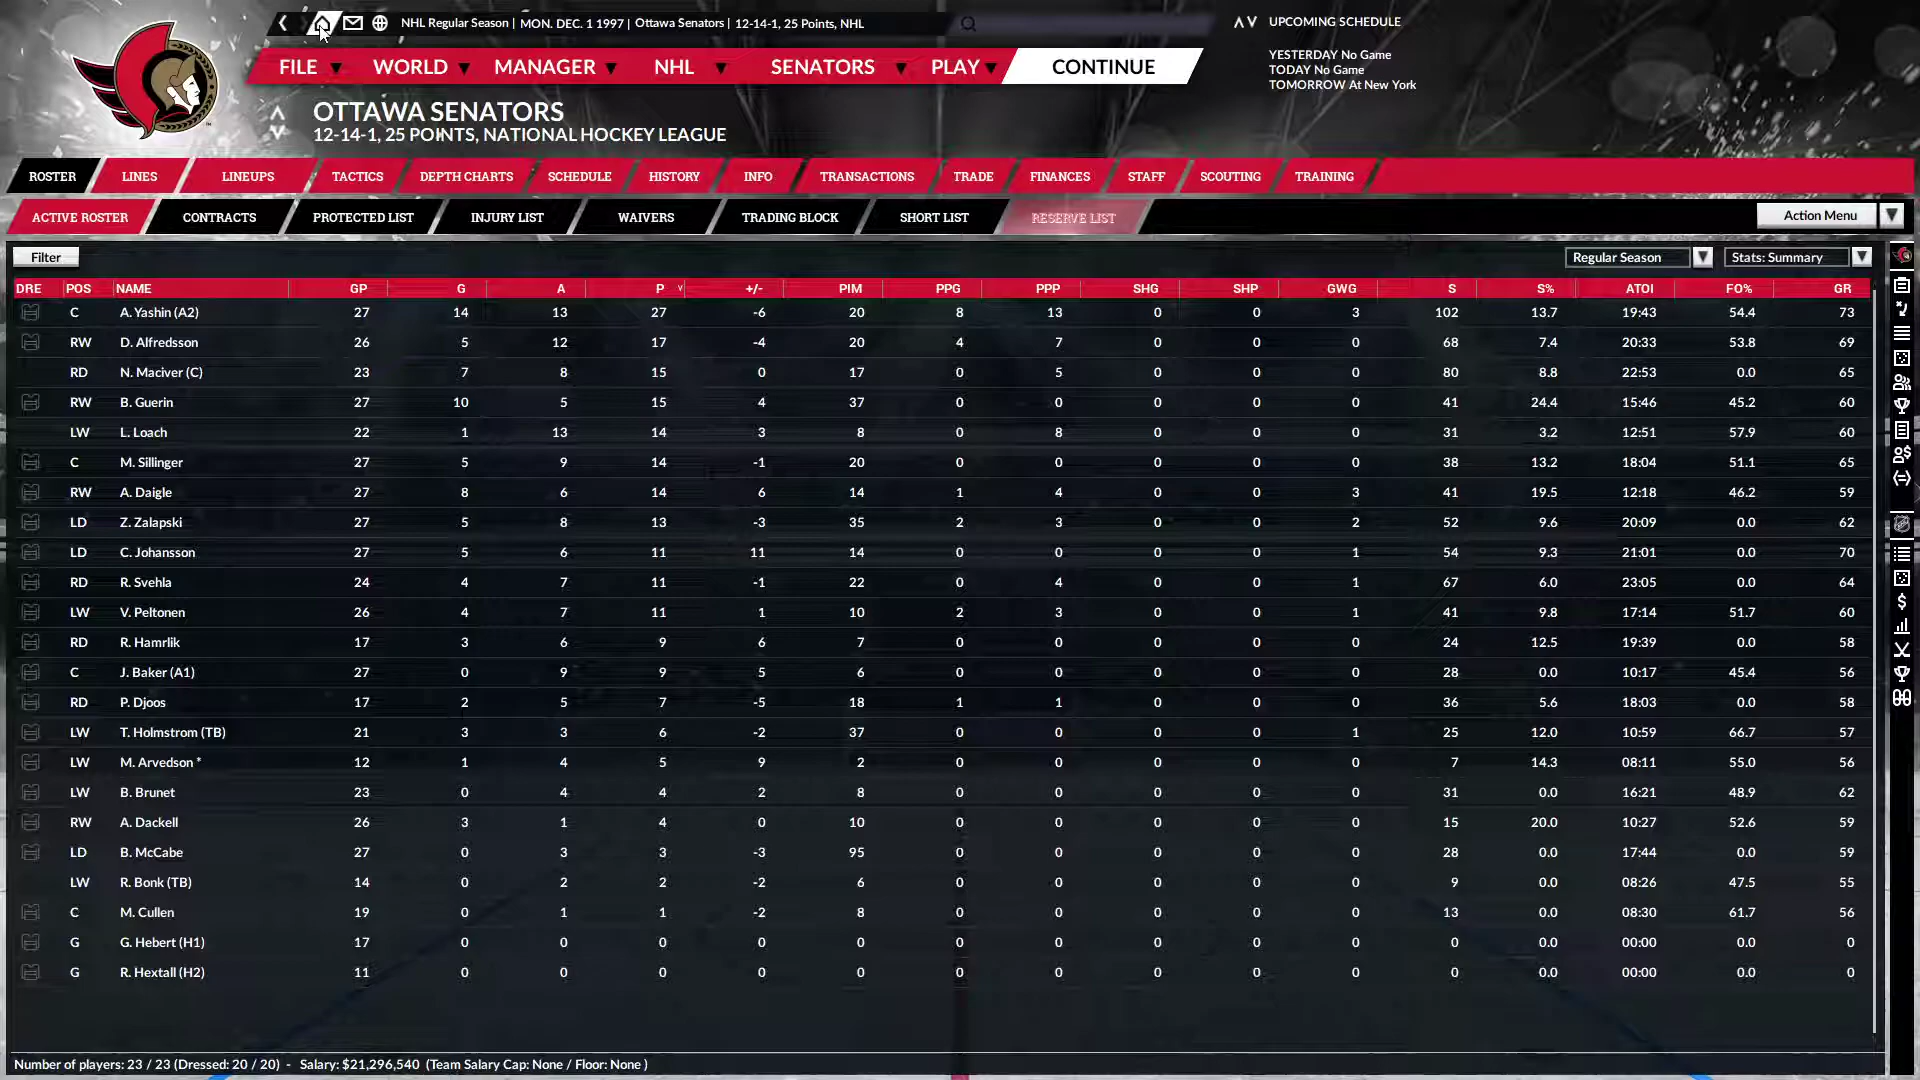 NHL Regular Season | MON. DEC. 1 1997 | Ottawa Senators | 12-14-1, 25 Points, NHL
UPCOMING SCHEDULE
YESTERDAY No Game
TODAY No Game
TOMORROW At New York
FILE WORLD MANAGER NHL SENATORS PLAY CONTINUE
OTTAWA SENATORS
12-14-1, 25 POINTS, NATIONAL HOCKEY LEAGUE
ROSTER LINES LINEUPS TACTICS DEPTH CHARTS SCHEDULE HISTORY INFO TRANSACTIONS TRADE FINANCES STAFF SCOUTING TRAINING
ACTIVE ROSTER CONTRACTS PROTECTED LIST INJURY LIST WAIVERS TRADING BLOCK SHORT LIST RESERVE LIST Action Menu
Filter Regular Season Stats: Summary
DRE POS NAME GP G A P +/- PIM PPG PPP SHG SHP GWG S S% ATOI FO% GR
C A. Yashin (A2) 27 14 13 27 -6 20 8 13 0 0 3 102 13.7 19:43 54.4 73
RW D. Alfredsson 26 5 12 17 -4 20 4 7 0 0 0 68 7.4 20:33 53.8 69
RD N. Maciver (C) 23 7 8 15 0 17 0 5 0 0 0 80 8.8 22:53 0.0 65
RW B. Guerin 27 10 5 15 4 37 0 0 0 0 0 41 24.4 15:46 45.2 60
LW L. Loach 22 1 13 14 3 8 0 8 0 0 0 31 3.2 12:51 57.9 60
C M. Sillinger 27 5 9 14 -1 20 0 0 0 0 0 38 13.2 18:04 51.1 65
RW A. Daigle 27 8 6 14 6 14 1 4 0 0 3 41 19.5 12:18 46.2 59
LD Z. Zalapski 27 5 8 13 -3 35 2 3 0 0 2 52 9.6 20:09 0.0 62
LD C. Johansson 27 5 6 11 11 14 0 0 0 0 1 54 9.3 21:01 0.0 70
RD R. Svehla 24 4 7 11 -1 22 0 4 0 0 1 67 6.0 23:05 0.0 64
LW V. Peltonen 26 4 7 11 1 10 2 3 0 0 1 41 9.8 17:14 51.7 60
RD R. Hamrlik 17 3 6 9 6 7 0 0 0 0 0 24 12.5 19:39 0.0 58
C J. Baker (A1) 27 0 9 9 5 6 0 0 0 0 0 28 0.0 10:17 45.4 56
RD P. Djoos 17 2 5 7 -5 18 1 1 0 0 0 36 5.6 18:03 0.0 58
LW T. Holmstrom (TB) 21 3 3 6 -2 37 0 0 0 0 1 25 12.0 10:59 66.7 57
LW M. Arvedson * 12 1 4 5 9 2 0 0 0 0 0 7 14.3 08:11 55.0 56
LW B. Brunet 23 0 4 4 2 8 0 0 0 0 0 31 0.0 16:21 48.9 62
RW A. Dackell 26 3 1 4 0 10 0 0 0 0 0 15 20.0 10:27 52.6 59
LD B. McCabe 27 0 3 3 -3 95 0 0 0 0 0 28 0.0 17:44 0.0 59
LW R. Bonk (TB) 14 0 2 2 -2 6 0 0 0 0 0 9 0.0 08:26 47.5 55
C M. Cullen 19 0 1 1 -2 8 0 0 0 0 0 13 0.0 08:30 61.7 56
G G. Hebert (H1) 17 0 0 0 0 0 0 0 0 0 0 0 0.0 00:00 0.0 0
G R. Hextall (H2) 11 0 0 0 0 0 0 0 0 0 0 0 0.0 00:00 0.0 0
Number of players: 23 / 23 (Dressed: 20 / 20) - Salary: $21,296,540 (Team Salary Cap: None / Floor: None )